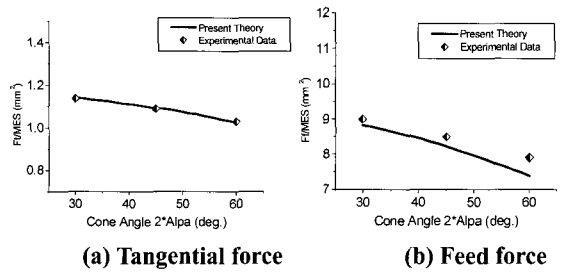 Present Theory
Experimental Data
1.4
1.2
1.0
0.8
Ft/MES (mm²)
30 40 50 60
Cone Angle 2*Alpa (deg.)
(a) Tangential force
Present Theory
Experimental Data
12
11
10
9
8
7
Ff/MES (mm²)
30 40 50 60
Cone Angle 2*Alpa (deg.)
(b) Feed force